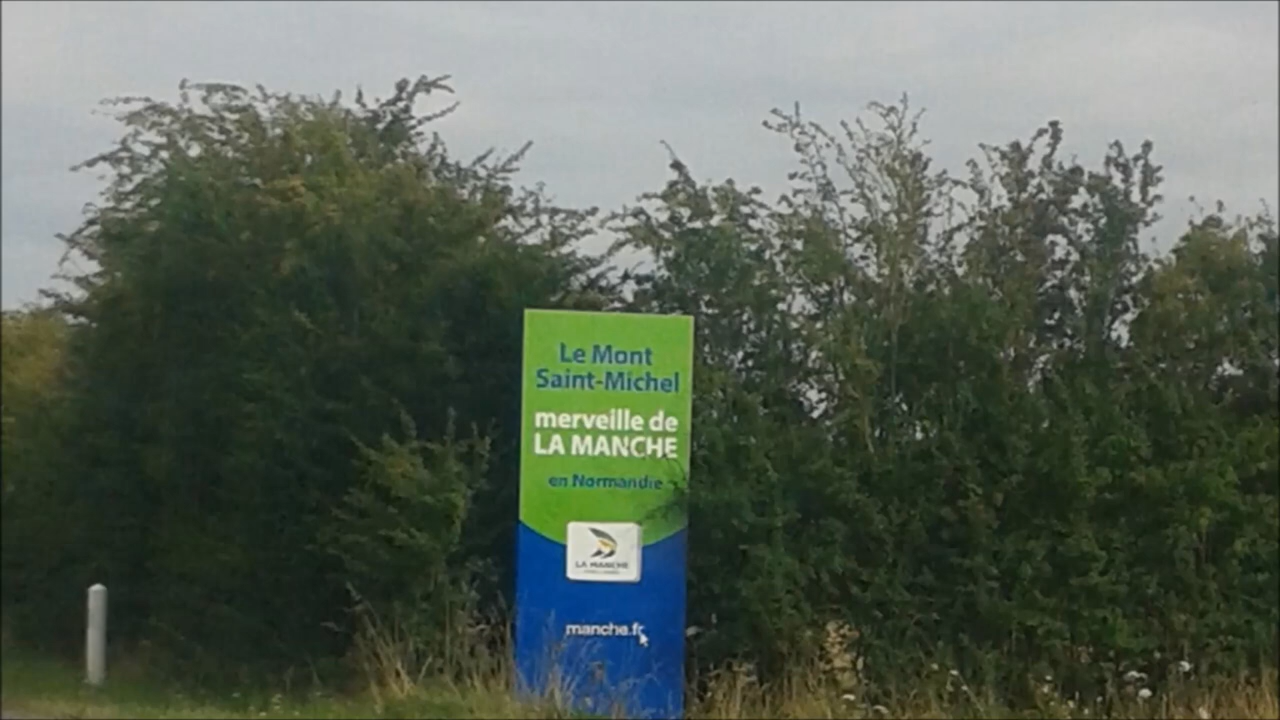 Le Mont
Saint-Michel
merveille de
LA MANCHE
en Normandie
LA MANCHE
manche.fr